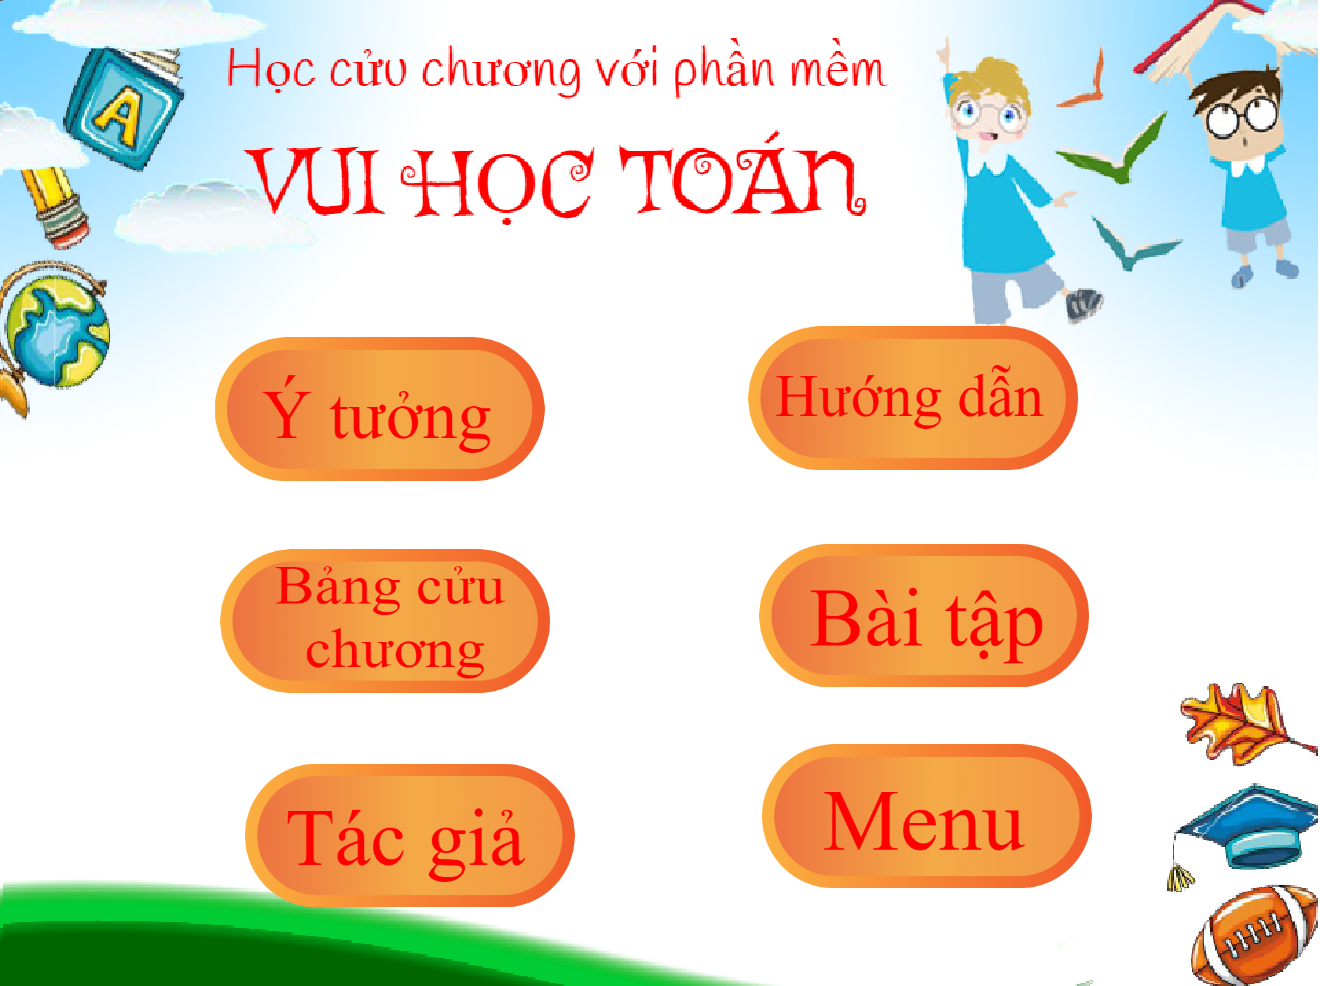 Học cửu chương với phần mềm
VUI HỌC TOÁN
A
Ý tưởng
Hướng dẫn
Bảng cửu
chương
Bài tập
Tác giả
Menu